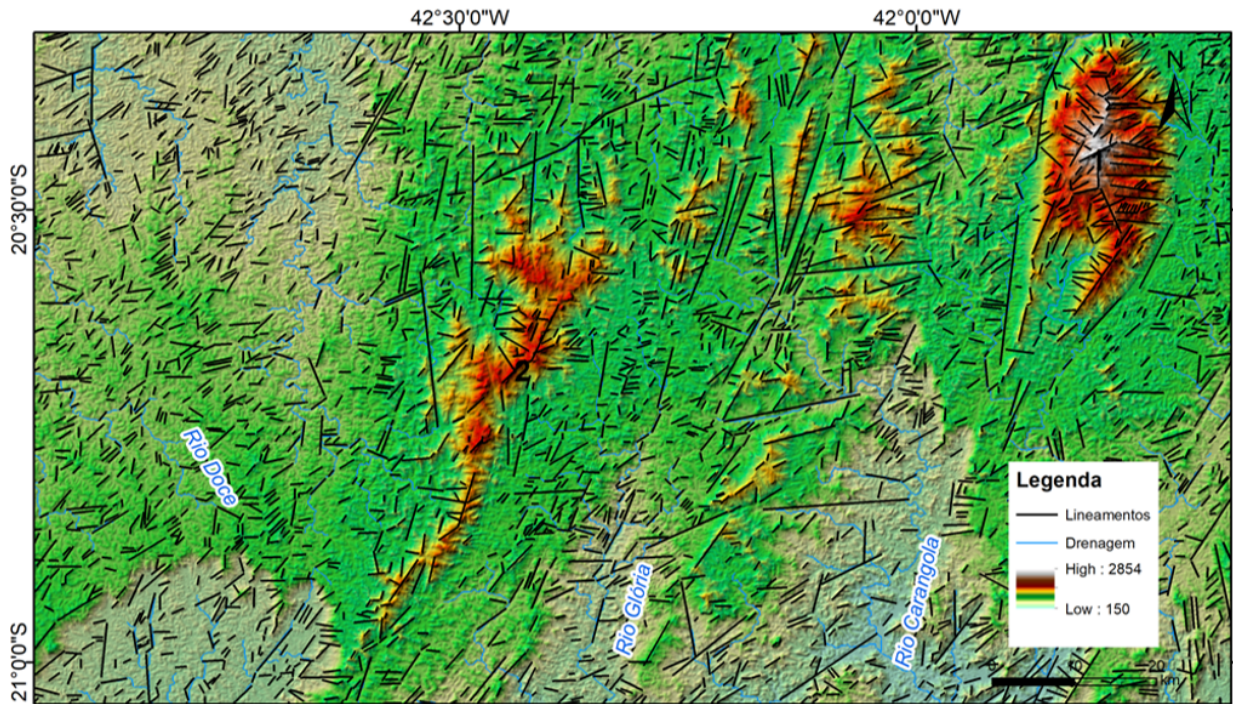 42°30'0"W
42°0'0"W
N
20°30'0"S
2
Rio Doce
Legenda
Lineamentos
Drenagem
High : 2854
Low : 150
Rio Glória
Rio Carangola
21°0'0"S
0 10 20
km